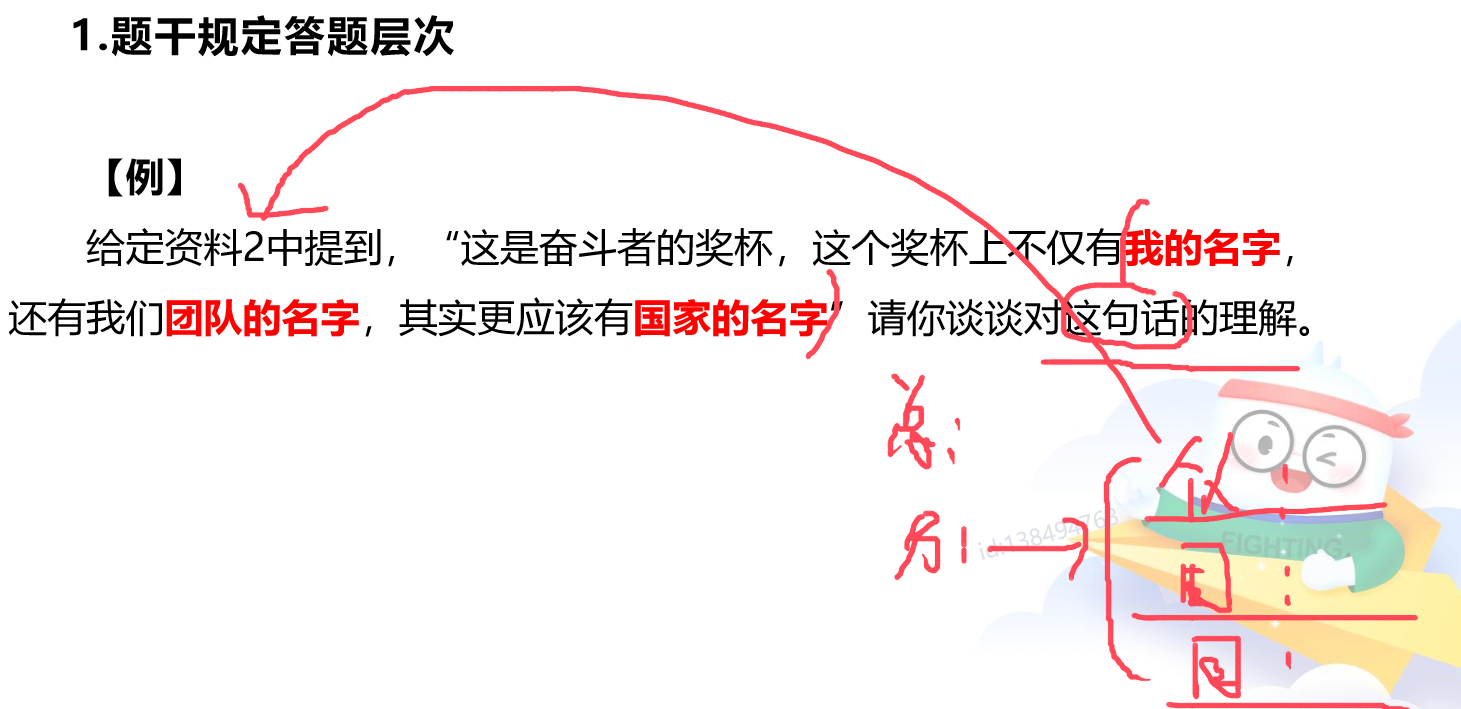 1.题干规定答题层次
【例】
给定资料2中提到，“这是奋斗者的奖杯，这个奖杯上不仅有我的名字，
还有我们团队的名字，其实更应该有国家的名字”请你谈谈对这句话的理解。
总：
分：
个
团
国
id:138494763
FIGHTING.